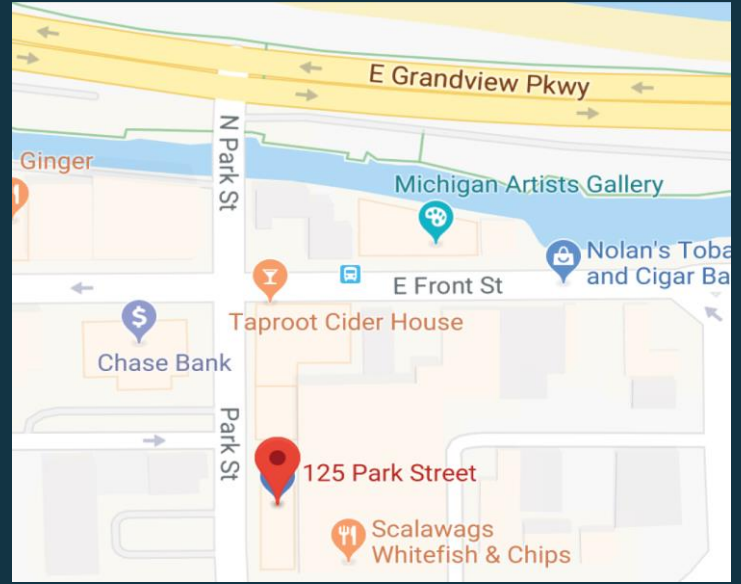 E Grandview Pkwy
N Park St
Ginger
Michigan Artists Gallery
Nolan's Toba
and Cigar Ba
E Front St
Taproot Cider House
$
Chase Bank
Park St
125 Park Street
Scalawags
Whitefish & Chips